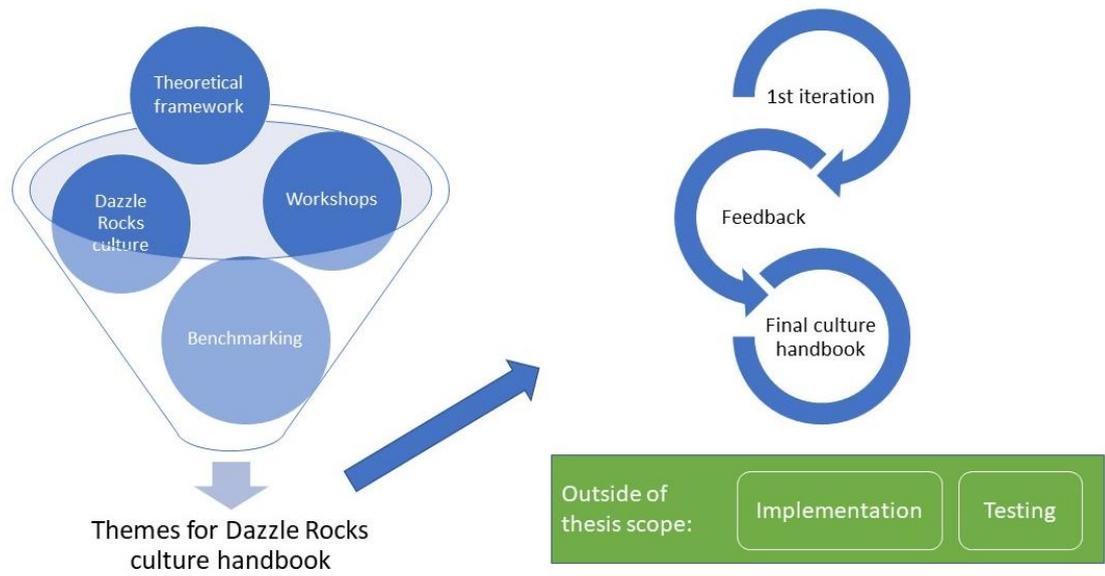 Theoretical
framework
Dazzle
Rocks
culture
Workshops
Benchmarking
Themes for Dazzle Rocks
culture handbook
1st iteration
Feedback
Final culture
handbook
Outside of
thesis scope:
Implementation
Testing